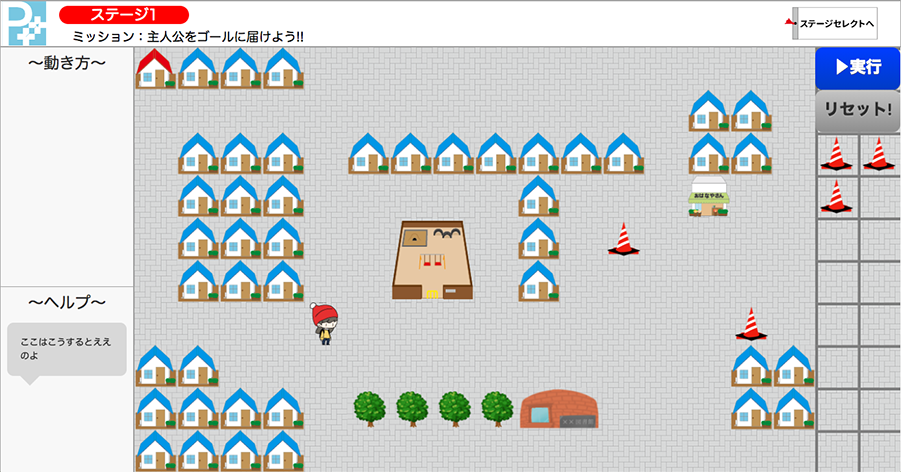 ステージ1
ミッション：主人公をゴールに届けよう!!
ステージセレクトへ
〜動き方〜
▶実行
リセット!
おはなやさん
〜ヘルプ〜
ここはこうするとええ
のよ